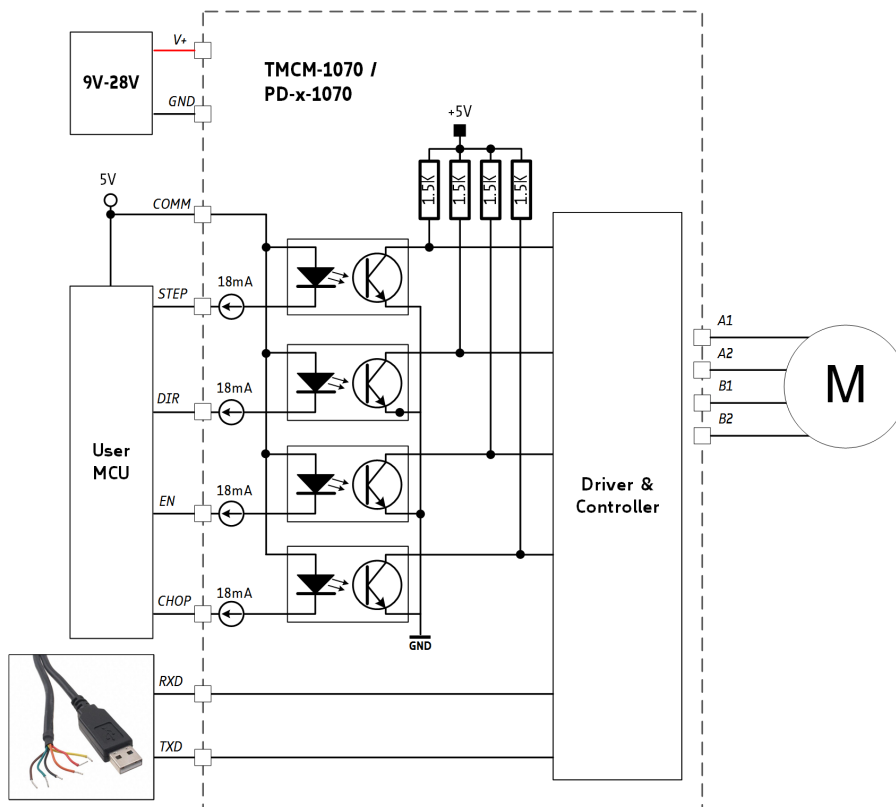 V+
9V-28V
GND
TMCM-1070 /
PD-x-1070
+5V
1.5K
1.5K
1.5K
1.5K
5V
COMM
STEP
18mA
DIR
18mA
EN
18mA
CHOP
18mA
User
MCU
GND
Driver &
Controller
A1
A2
B1
B2
M
RXD
TXD